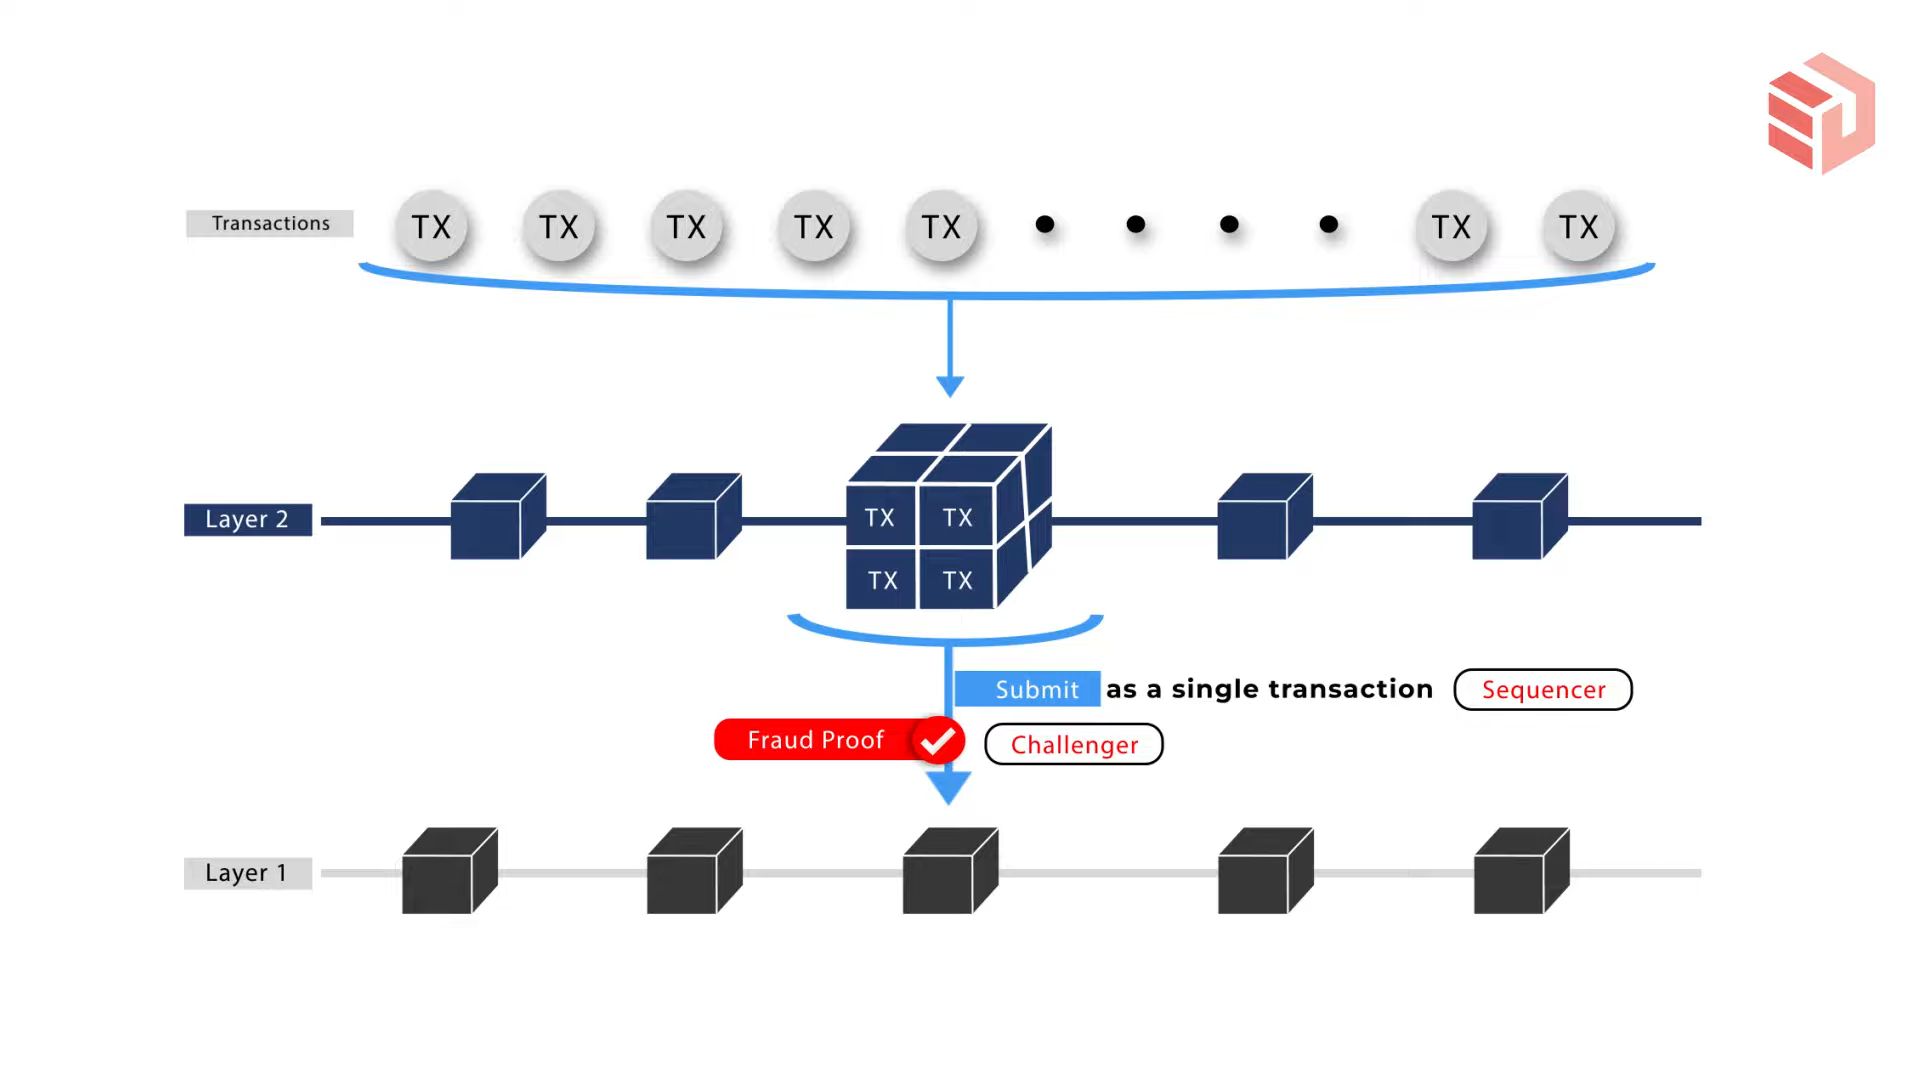 Transactions TX TX TX TX TX TX TX
Layer 2
TX TX
TX TX
Submit as a single transaction Sequencer
Fraud Proof Challenger
Layer 1